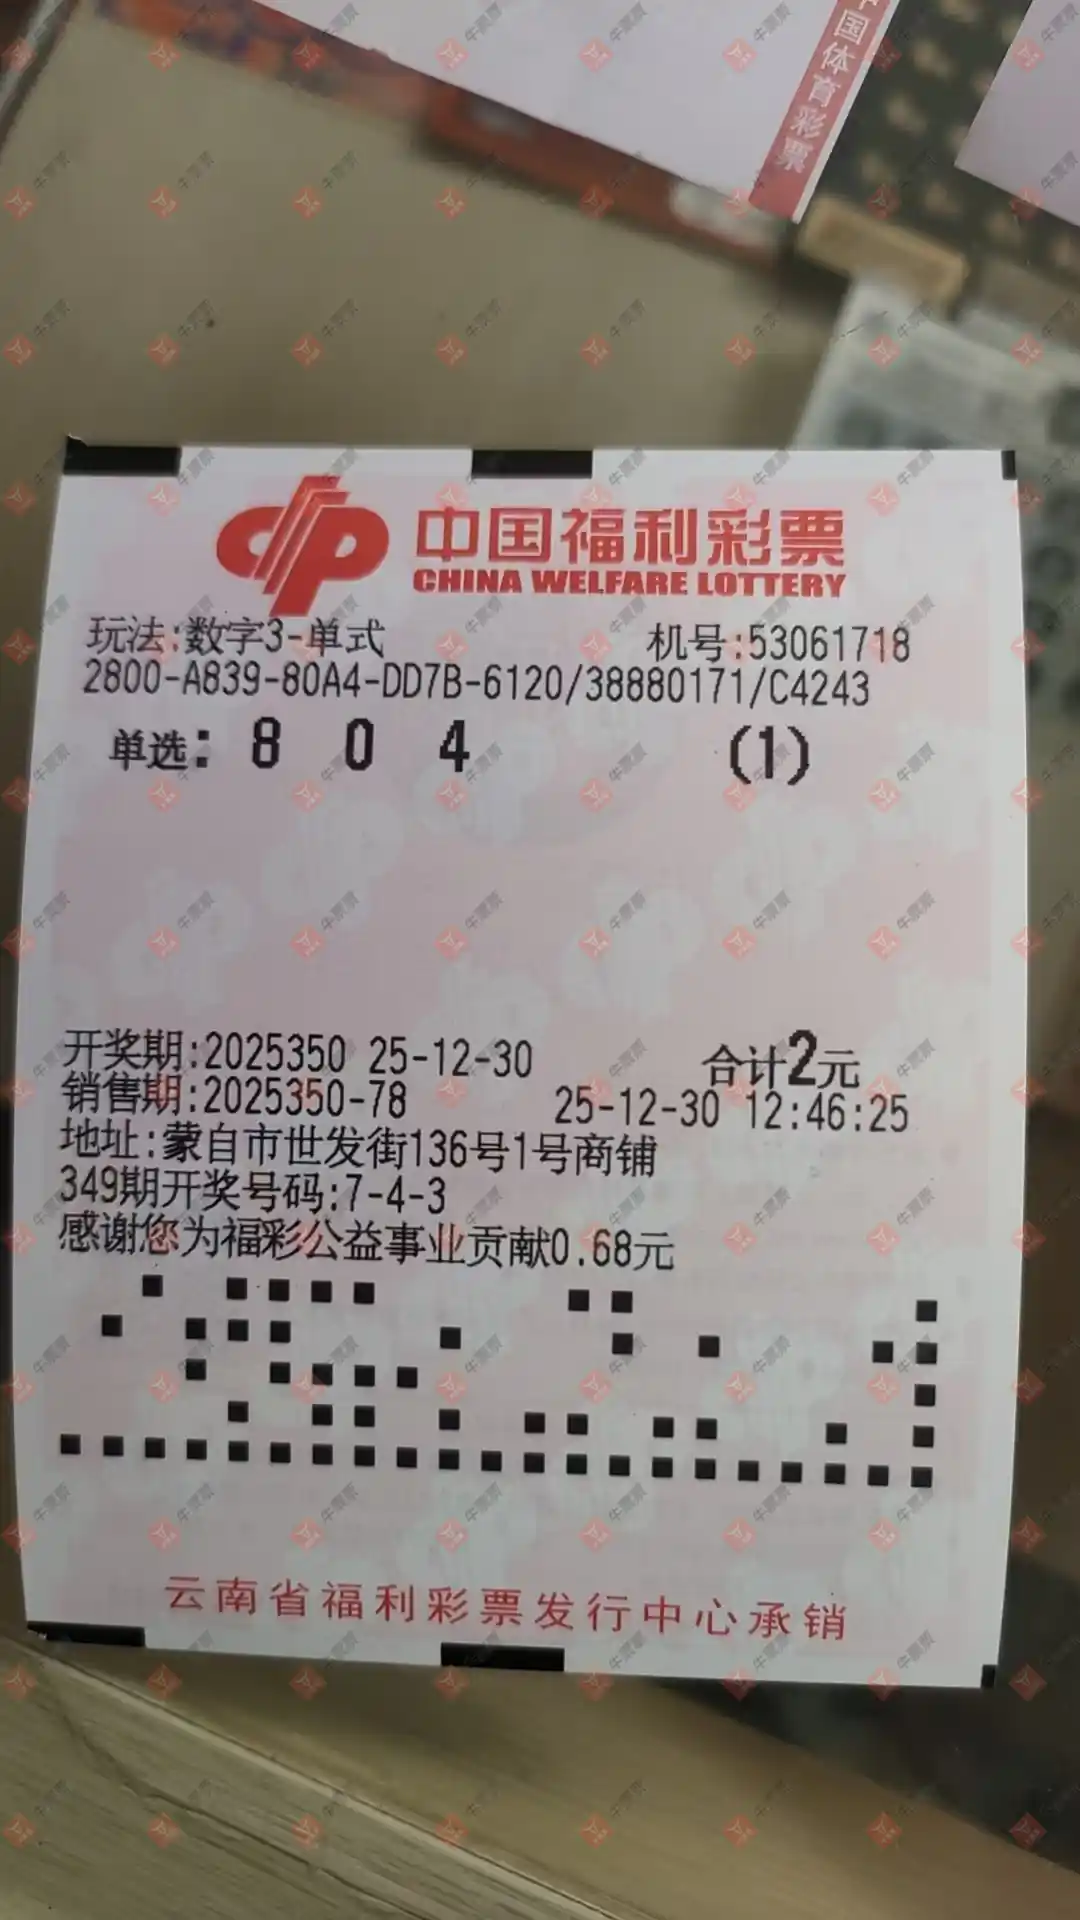 中国体育彩票
中国福利彩票
CHINA WELFARE LOTTERY
玩法:数字3-单式 机号:53061718
2800-A839-80A4-DD7B-6120/38880171/C4243
单选: 8 0 4 (1)
开奖期:2025350 25-12-30 合计2元
销售期:2025350-78 25-12-30 12:46:25
地址:蒙自市世发街136号1号商铺
349期开奖号码:7-4-3
感谢您为福彩公益事业贡献0.68元
云南省福利彩票发行中心承销
牛票票